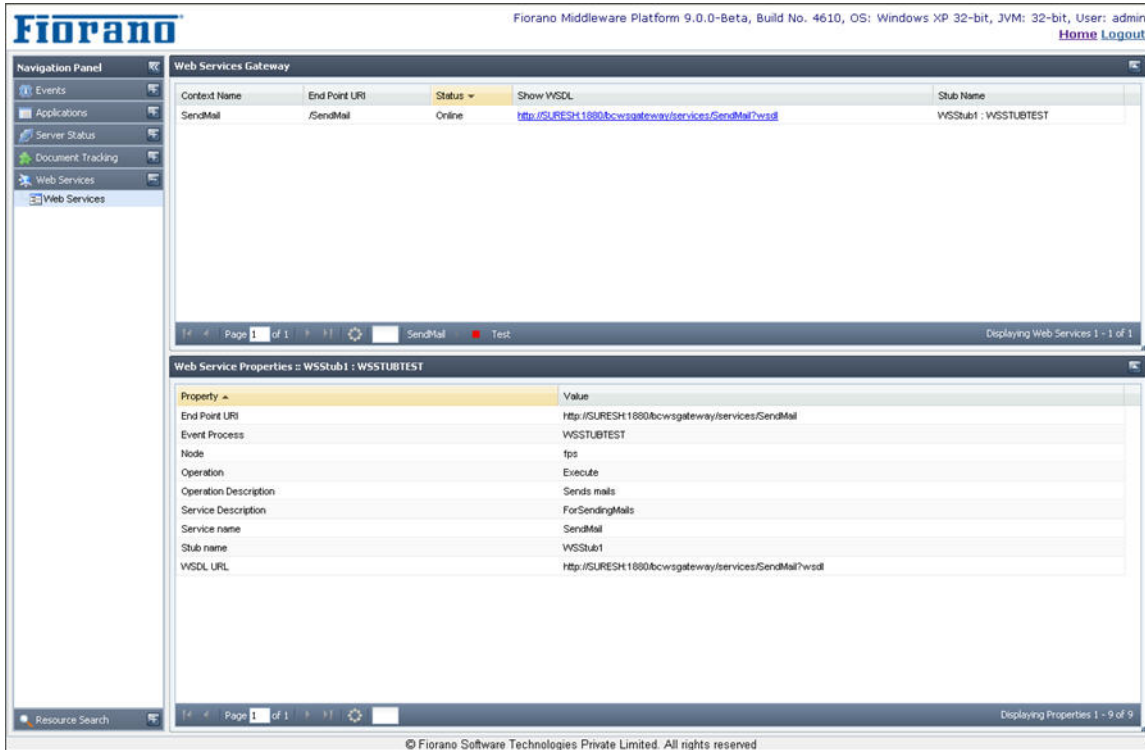 Fiorano
Fiorano Middleware Platform 9.0.0-Beta, Build No. 4610, OS: Windows XP 32-bit, JVM: 32-bit, User: admin
Home Logout
Navigation Panel
Events
Applications
Server Status
Document Tracking
Web Services
Web Services
Resource Search
Web Services Gateway
Context Name End Point URI Status Show WSDL Stub Name
SendMail /SendMail Online http://SURESH:1880/bcwsgateway/services/SendMail?wsdl WSStub1 : WSSTUBTEST
Page 1 of 1 SendMail Test Displaying Web Services 1 - 1 of 1
Web Service Properties :: WSStub1 : WSSTUBTEST
Property Value
End Point URI http://SURESH:1880/bcwsgateway/services/SendMail
Event Process WSSTUBTEST
Node fps
Operation Execute
Operation Description Sends mails
Service Description ForSendingMails
Service name SendMail
Stub name WSStub1
WSDL URL http://SURESH:1880/bcwsgateway/services/SendMail?wsdl
Page 1 of 1 Displaying Properties 1 - 9 of 9
© Fiorano Software Technologies Private Limited. All rights reserved